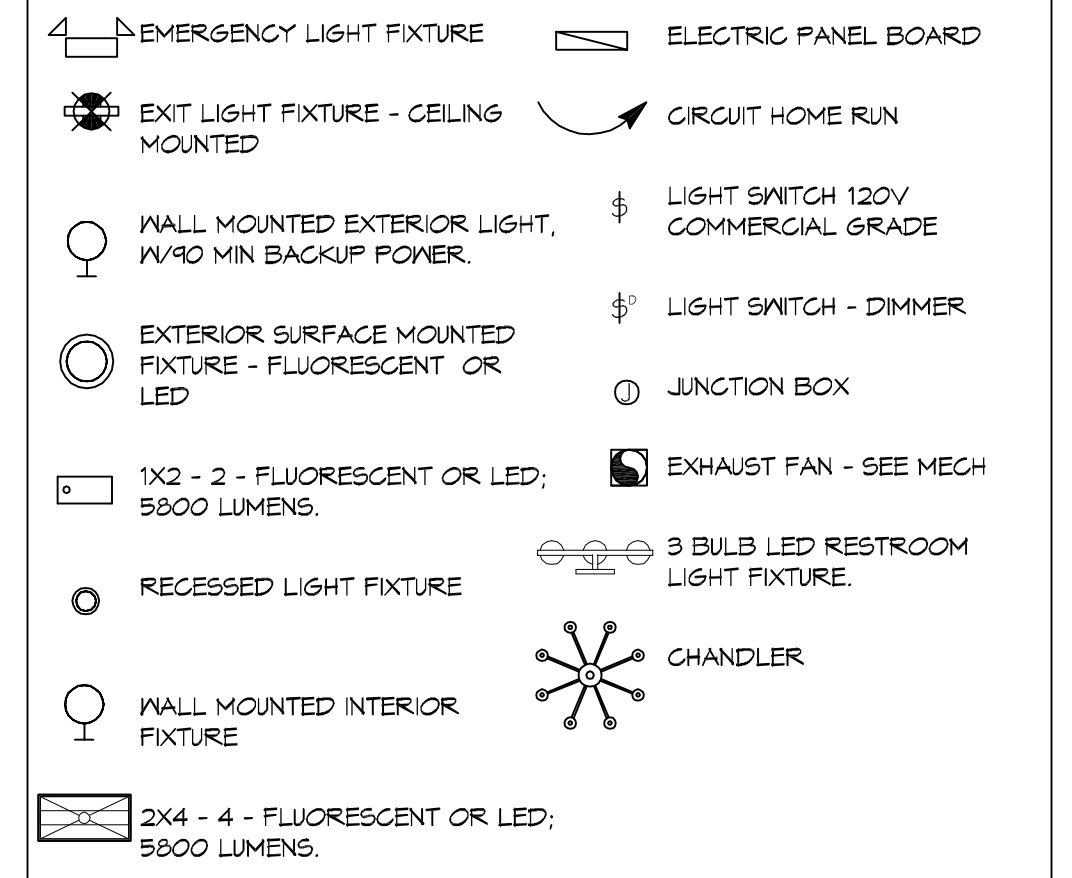 EMERGENCY LIGHT FIXTURE
EXIT LIGHT FIXTURE - CEILING
MOUNTED
WALL MOUNTED EXTERIOR LIGHT,
W/90 MIN BACKUP POWER.
EXTERIOR SURFACE MOUNTED
FIXTURE - FLUORESCENT OR
LED
1X2 - 2 - FLUORESCENT OR LED;
5800 LUMENS.
RECESSED LIGHT FIXTURE
WALL MOUNTED INTERIOR
FIXTURE
2X4 - 4 - FLUORESCENT OR LED;
5800 LUMENS.
ELECTRIC PANEL BOARD
CIRCUIT HOME RUN
$ LIGHT SWITCH 120V
COMMERCIAL GRADE
$D LIGHT SWITCH - DIMMER
J JUNCTION BOX
EXHAUST FAN - SEE MECH
3 BULB LED RESTROOM
LIGHT FIXTURE.
CHANDLER